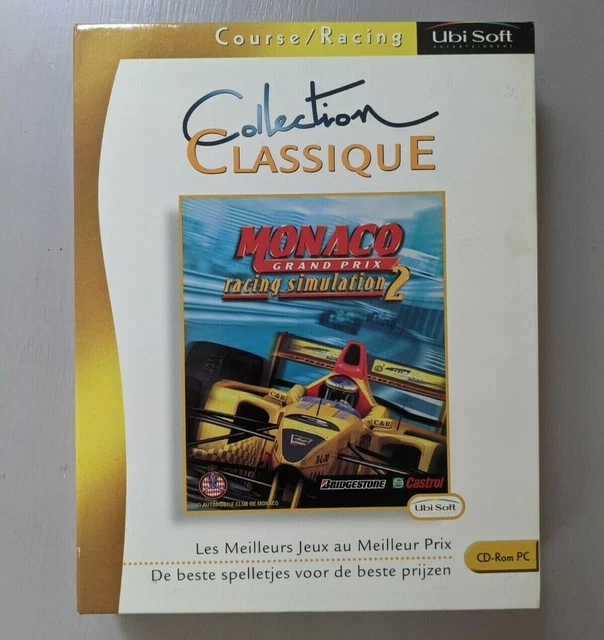 Course/Racing
Ubi Soft
ENTERTAINMENT
Collection
CLASSIQUE
MONACO
GRAND PRIX
racing simulation 2
C&B
C&B
© AUTOMOBILE CLUB DE MONACO
BRIDGESTONE
Castrol
Ubi Soft
Les Meilleurs Jeux au Meilleur Prix
CD-Rom PC
De beste spelletjes voor de beste prijzen